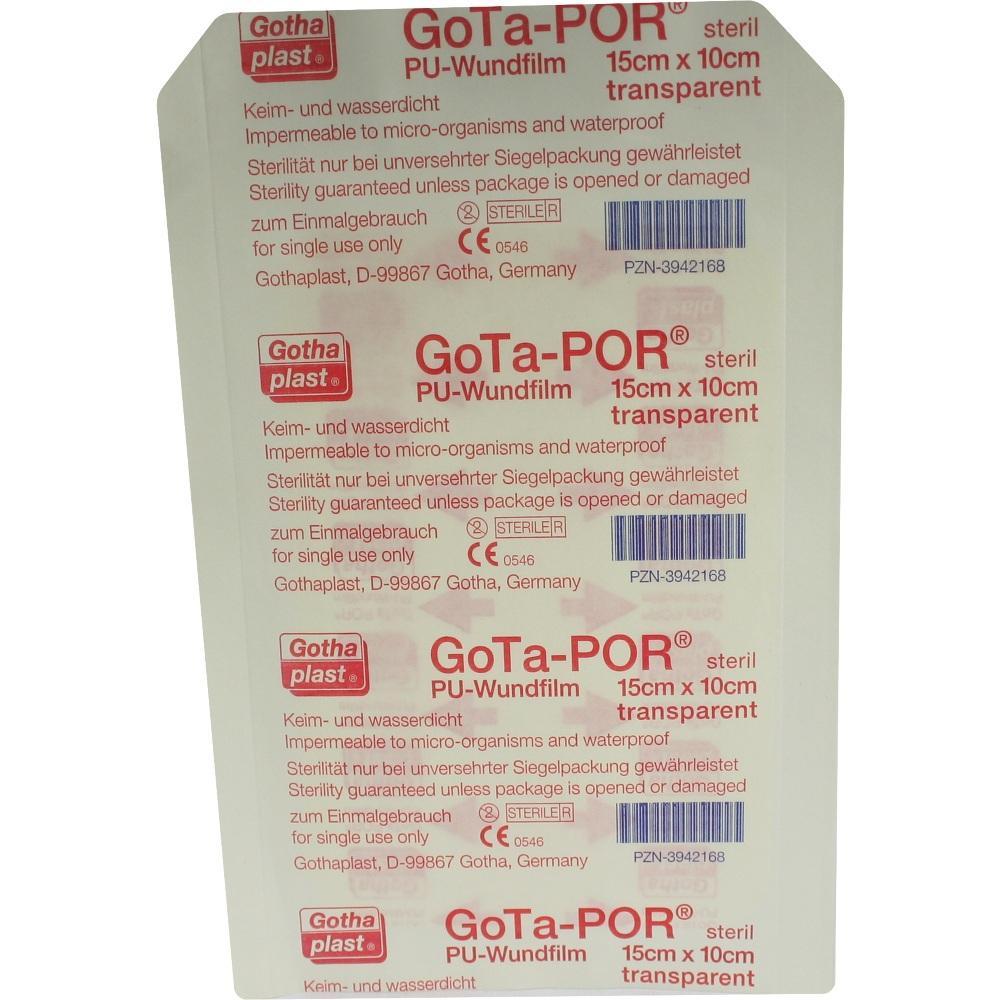 Gotha
plast®
GoTa-POR® steril
PU-Wundfilm 15cm x 10cm
transparent
Keim- und wasserdicht
Impermeable to micro-organisms and waterproof
Sterilität nur bei unversehrter Siegelpackung gewährleistet
Sterility guaranteed unless package is opened or damaged
zum Einmalgebrauch 2 STERILE R
for single use only CE 0546
Gothaplast, D-99867 Gotha, Germany
PZN-3942168
Gotha
plast®
GoTa-POR® steril
PU-Wundfilm 15cm x 10cm
transparent
Keim- und wasserdicht
Impermeable to micro-organisms and waterproof
Sterilität nur bei unversehrter Siegelpackung gewährleistet
Sterility guaranteed unless package is opened or damaged
zum Einmalgebrauch 2 STERILE R
for single use only CE 0546
Gothaplast, D-99867 Gotha, Germany
PZN-3942168
Gotha
plast®
GoTa-POR® steril
PU-Wundfilm 15cm x 10cm
transparent
Keim- und wasserdicht
Impermeable to micro-organisms and waterproof
Sterilität nur bei unversehrter Siegelpackung gewährleistet
Sterility guaranteed unless package is opened or damaged
zum Einmalgebrauch 2 STERILE R
for single use only CE 0546
Gothaplast, D-99867 Gotha, Germany
PZN-3942168
Gotha
plast®
GoTa-POR® steril
PU-Wundfilm 15cm x 10cm
transparent
Keim- und wasserdicht